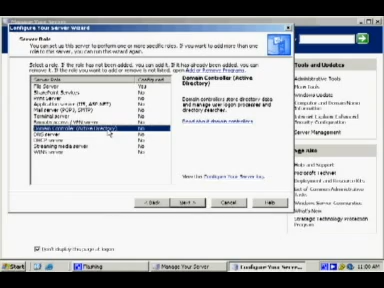 Configure Your Server Wizard
Server Role
You can set up this server to perform one or more specific roles. If you want to add more than one
role to this server, you can run this wizard again.
Select a role. If the role has not been added, you can add it. If it has already been added, you can
remove it. If the role you want to add or remove is not listed, open Add or Remove Programs.
Server Role
Configured
File Server Yes
SharePoint Services No
Print Server No
Application server (IIS, ASP.NET) No
Mail server (POP3, SMTP) No
Terminal server No
Remote access / VPN server No
Domain Controller (Active Directory) No
DNS server No
DHCP server No
Streaming media server No
WINS server No
Domain Controller (Active
Directory)
Domain controllers store directory data
and manage user logon processes and
directory searches.
Read about domain controllers
View the Configure Your Server log.
< Back
Next >
Cancel
Help
Tools and Updates
Administrative Tools
More Tools
Windows Update
Computer and Domain Name
Information
Internet Explorer Enhanced
Security Configuration
Server Management
Help and Support
Microsoft TechNet
Deployment and Resource Kits
List of Common Administrative
Tasks
Windows Server Communities
What's New
Strategic Technology Protection
Program
Don't display this page at logon
Start
Manage Your Server
Configure Your Serve...
11:00 AM